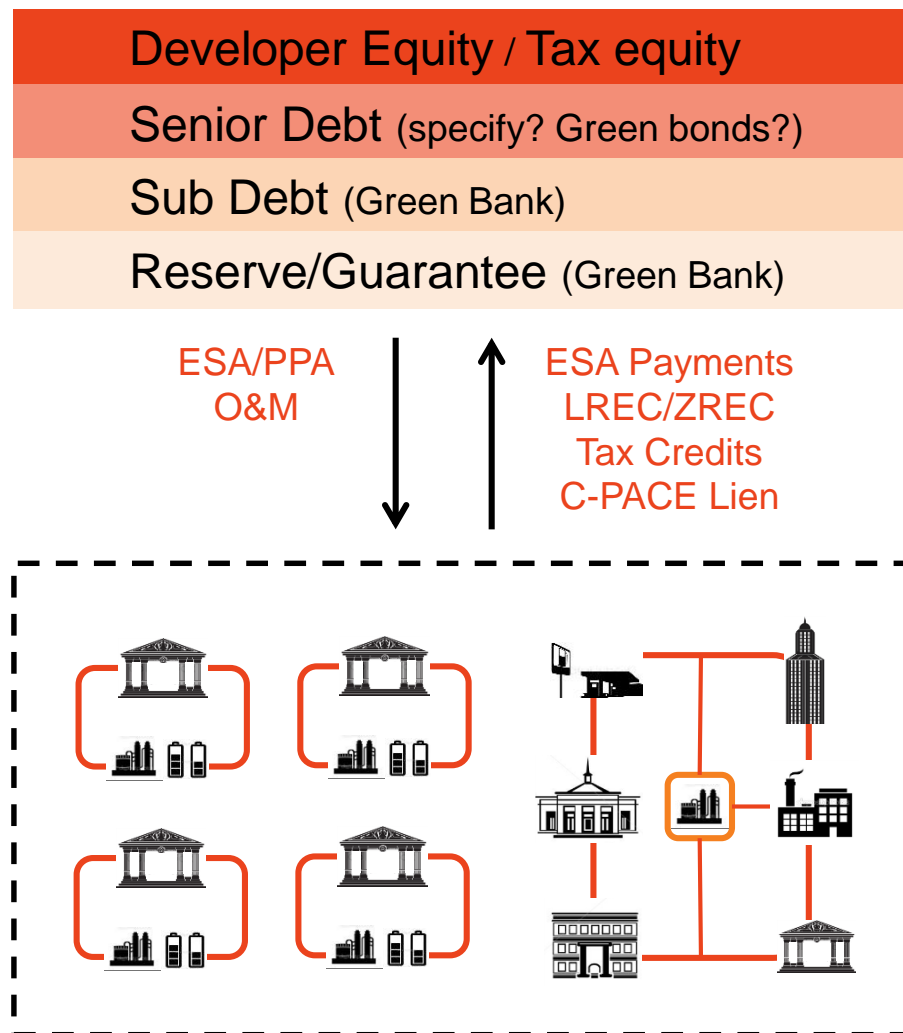 Developer Equity / Tax equity
Senior Debt (specify? Green bonds?)
Sub Debt (Green Bank)
Reserve/Guarantee (Green Bank)
ESA/PPA
O&M
ESA Payments
LREC/ZREC
Tax Credits
C-PACE Lien